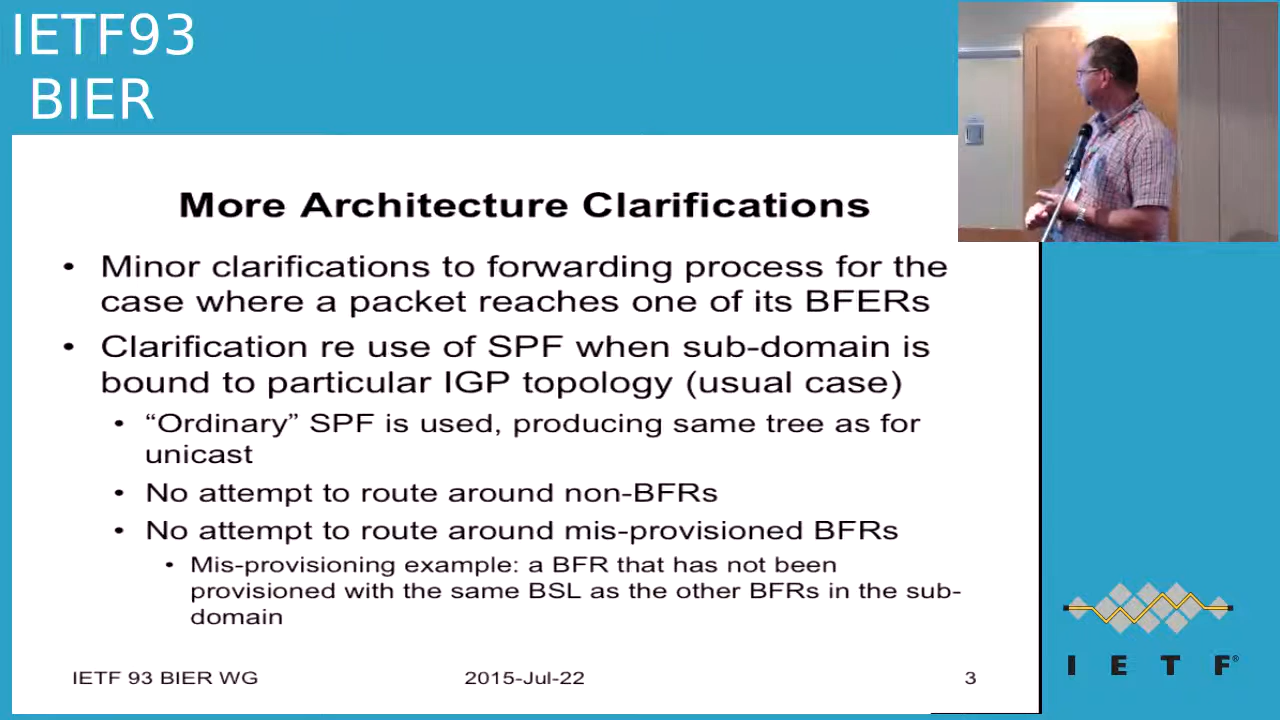 IETF93
BIER
More Architecture Clarifications
• Minor clarifications to forwarding process for the
case where a packet reaches one of its BFERs
• Clarification re use of SPF when sub-domain is
bound to particular IGP topology (usual case)
• “Ordinary” SPF is used, producing same tree as for
unicast
• No attempt to route around non-BFRs
• No attempt to route around mis-provisioned BFRs
• Mis-provisioning example: a BFR that has not been
provisioned with the same BSL as the other BFRs in the sub-
domain
IETF 93 BIER WG 2015-Jul-22 3
I E T F®